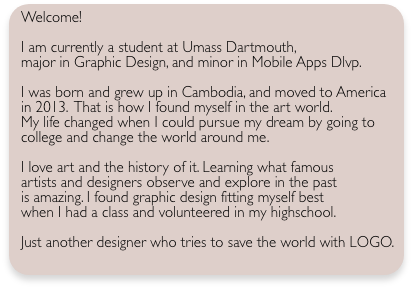 Welcome!
I am currently a student at Umass Dartmouth,
major in Graphic Design, and minor in Mobile Apps Dlvp.
I was born and grew up in Cambodia, and moved to America
in 2013. That is how I found myself in the art world.
My life changed when I could pursue my dream by going to
college and change the world around me.
I love art and the history of it. Learning what famous
artists and designers observe and explore in the past
is amazing. I found graphic design fitting myself best
when I had a class and volunteered in my highschool.
Just another designer who tries to save the world with LOGO.